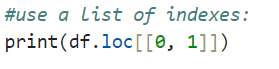 #use a list of indexes:
print(df.loc[[0, 1]])